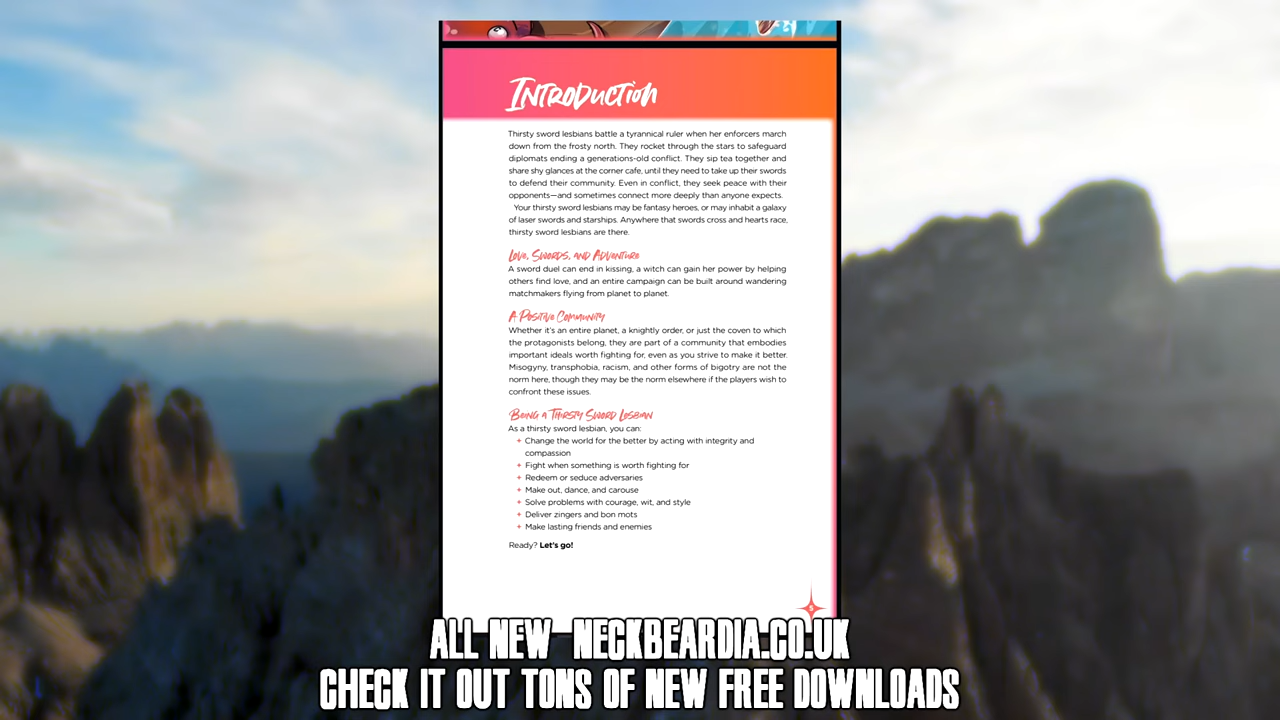 Introduction
Thirsty sword lesbians battle a tyrannical ruler when her enforcers march
down from the frosty north. They rocket through the stars to safeguard
diplomats ending a generations-old conflict. They sip tea together and
share shy glances at the corner cafe, until they need to take up their swords
to defend their community. Even in conflict, they seek peace with their
opponents—and sometimes connect more deeply than anyone expects.
Your thirsty sword lesbians may be fantasy heroes, or may inhabit a galaxy
of laser swords and starships. Anywhere that swords cross and hearts race,
thirsty sword lesbians are there.
Love, Swords, and Adventure
A sword duel can end in kissing, a witch can gain her power by helping
others find love, and an entire campaign can be built around wandering
matchmakers flying from planet to planet.
A Positive Community
Whether it's an entire planet, a knightly order, or just the coven to which
the protagonists belong, they are part of a community that embodies
important ideals worth fighting for, even as you strive to make it better.
Misogyny, transphobia, racism, and other forms of bigotry are not the
norm here, though they may be the norm elsewhere if the players wish to
confront these issues.
Being a Thirsty Sword Lesbian
As a thirsty sword lesbian, you can:
+ Change the world for the better by acting with integrity and
compassion
+ Fight when something is worth fighting for
+ Redeem or seduce adversaries
+ Make out, dance, and carouse
+ Solve problems with courage, wit, and style
+ Deliver zingers and bon mots
+ Make lasting friends and enemies
Ready? Let's go!
ALL NEW NECKBEARDIA.CO.UK
CHECK IT OUT TONS OF NEW FREE DOWNLOADS